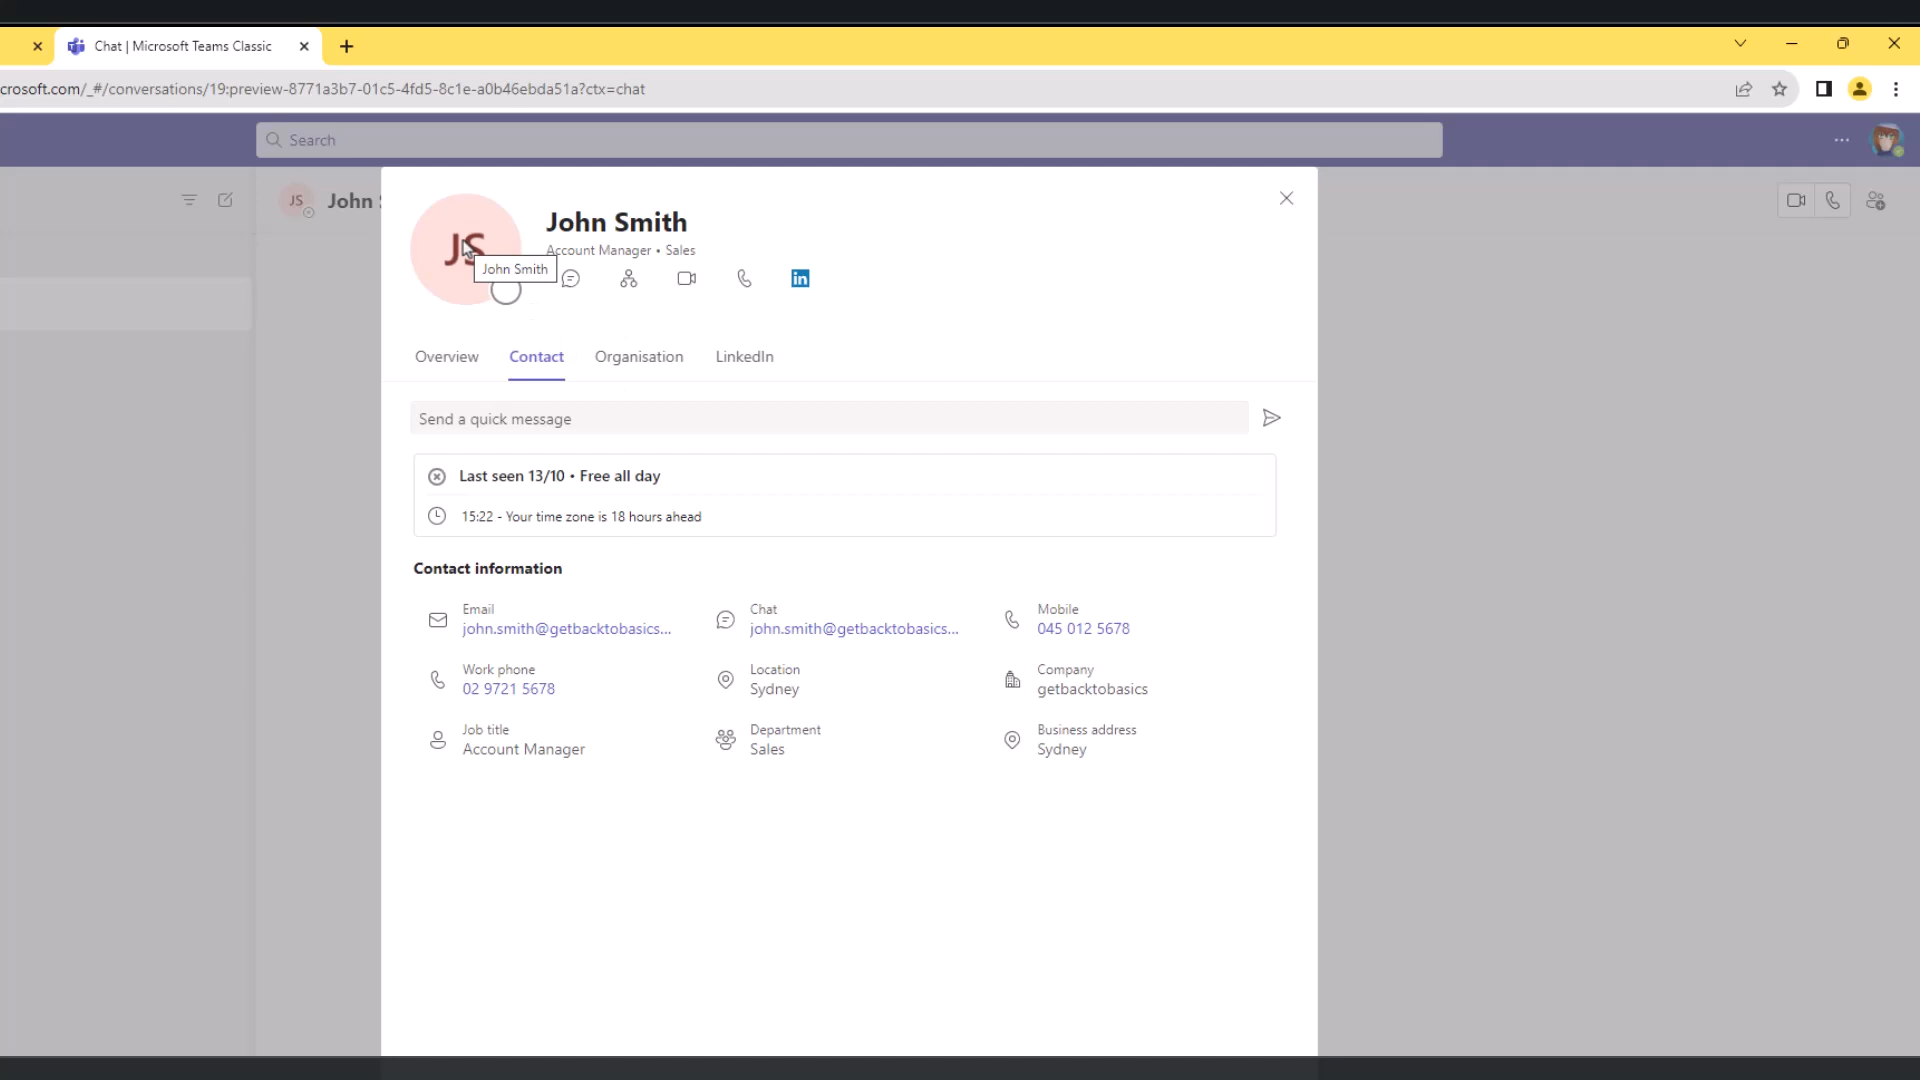 Chat | Microsoft Teams Classic
crosoft.com/_#/conversations/19:preview-8771a3b7-01c5-4fd5-8c1e-a0b46ebda51a?ctx=chat
Search
JS
John S
JS
John Smith
Account Manager • Sales
John Smith
in
Overview
Contact
Organisation
LinkedIn
Send a quick message
Last seen 13/10 • Free all day
15:22 - Your time zone is 18 hours ahead
Contact information
Email
john.smith@getbacktobasics...
Chat
john.smith@getbacktobasics...
Mobile
045 012 5678
Work phone
02 9721 5678
Location
Sydney
Company
getbacktobasics
Job title
Account Manager
Department
Sales
Business address
Sydney